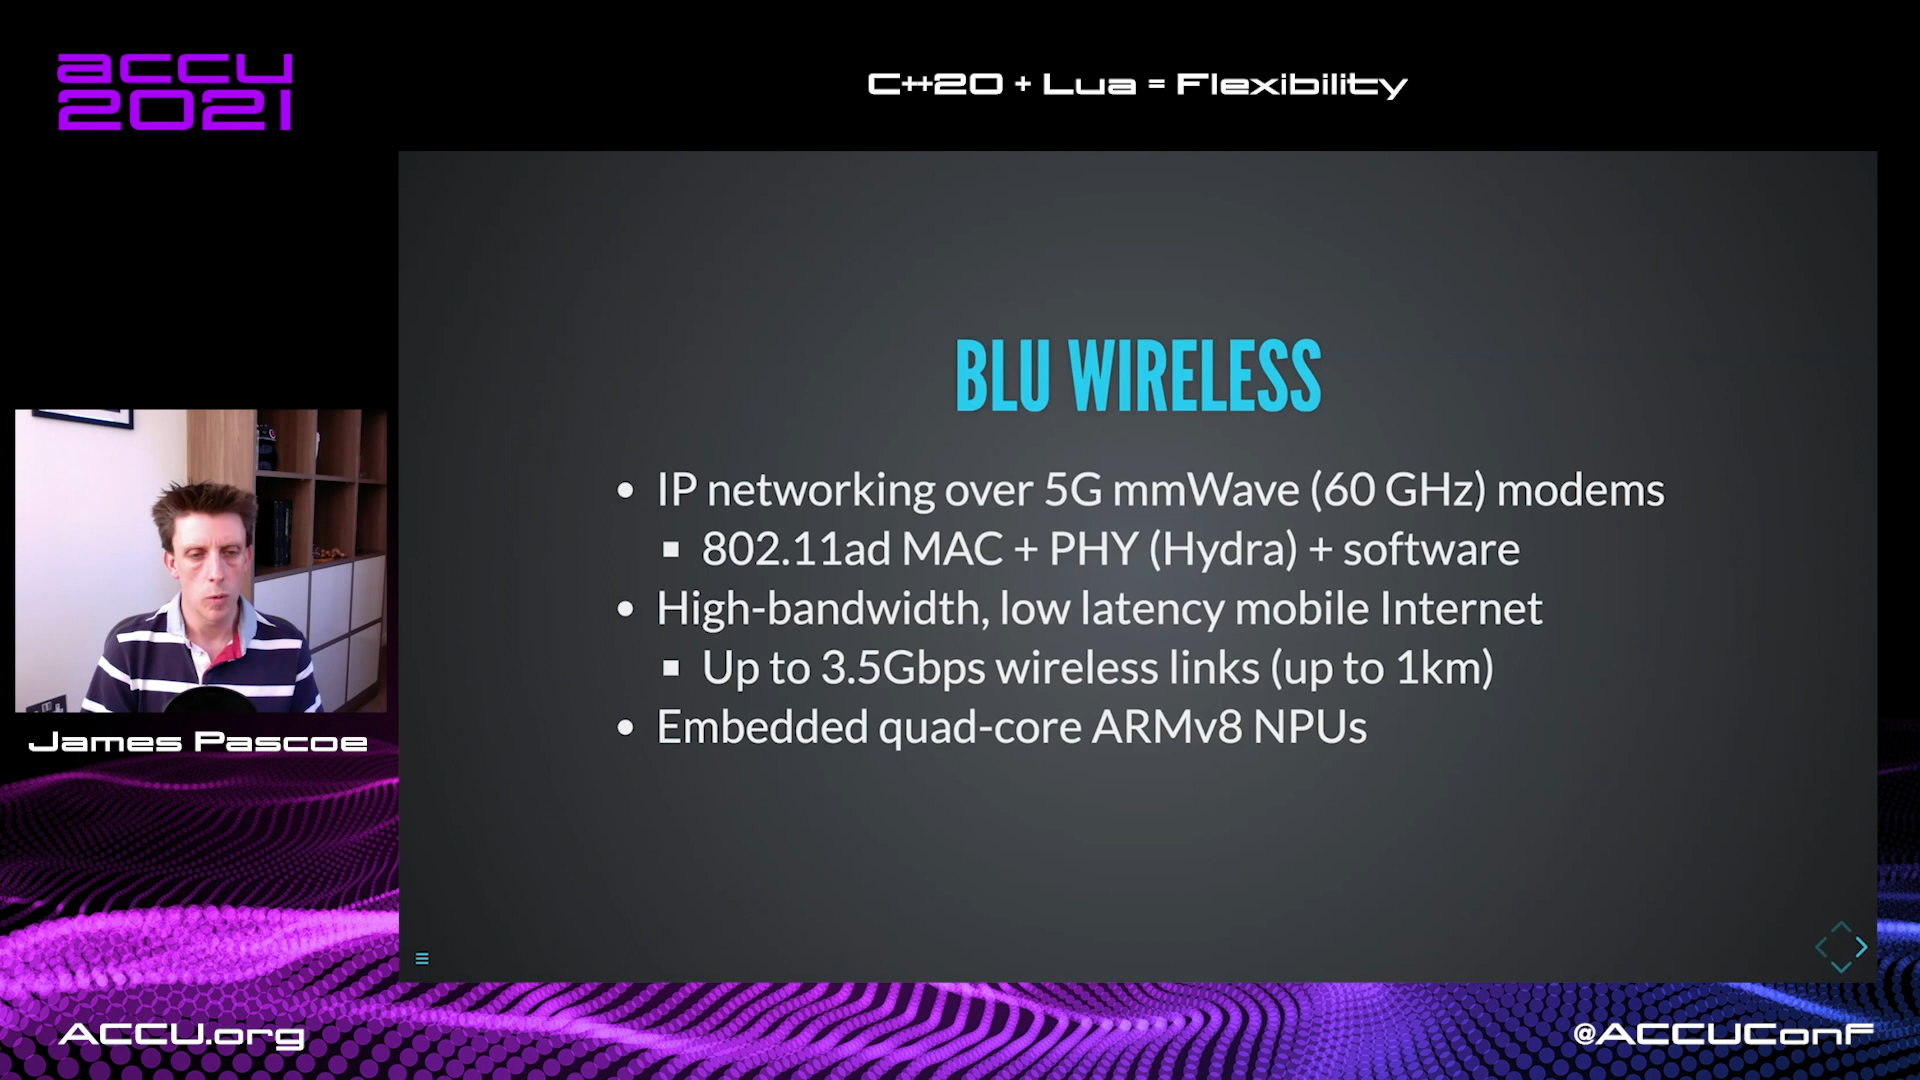 accu
2021
C++20 + Lua = Flexibility
BLU WIRELESS
• IP networking over 5G mmWave (60 GHz) modems
▪ 802.11ad MAC + PHY (Hydra) + software
• High-bandwidth, low latency mobile Internet
▪ Up to 3.5Gbps wireless links (up to 1km)
• Embedded quad-core ARMv8 NPUs
James Pascoe
ACCU.org
@ACCUConf